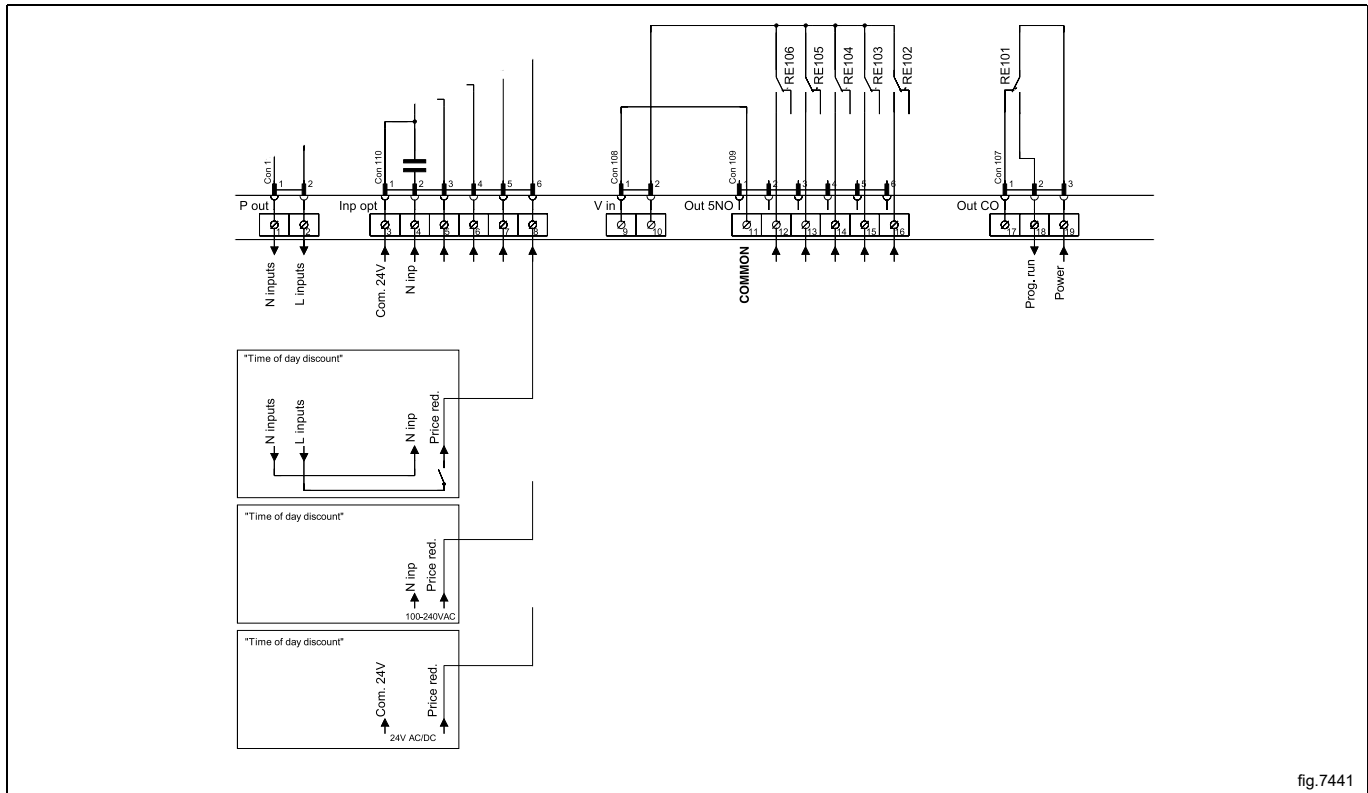 RE106
RE105
RE104
RE103
RE102
RE101
Con 1
1
2
Con 110
1
2
3
4
5
6
Con 108
1
2
Con 109
1
2
3
4
5
6
Con 107
1
2
3
P out
Inp opt
V in
Out 5NO
Out CO
1
2
3
4
5
6
7
8
9
10
11
12
13
14
15
16
17
18
19
N inputs
L inputs
Com. 24V
N inp
COMMON
Prog. run
Power
"Time of day discount"
N inputs
L inputs
N inp
Price red.
"Time of day discount"
N inp
Price red.
100-240VAC
"Time of day discount"
Com. 24V
Price red.
24V AC/DC
fig.7441